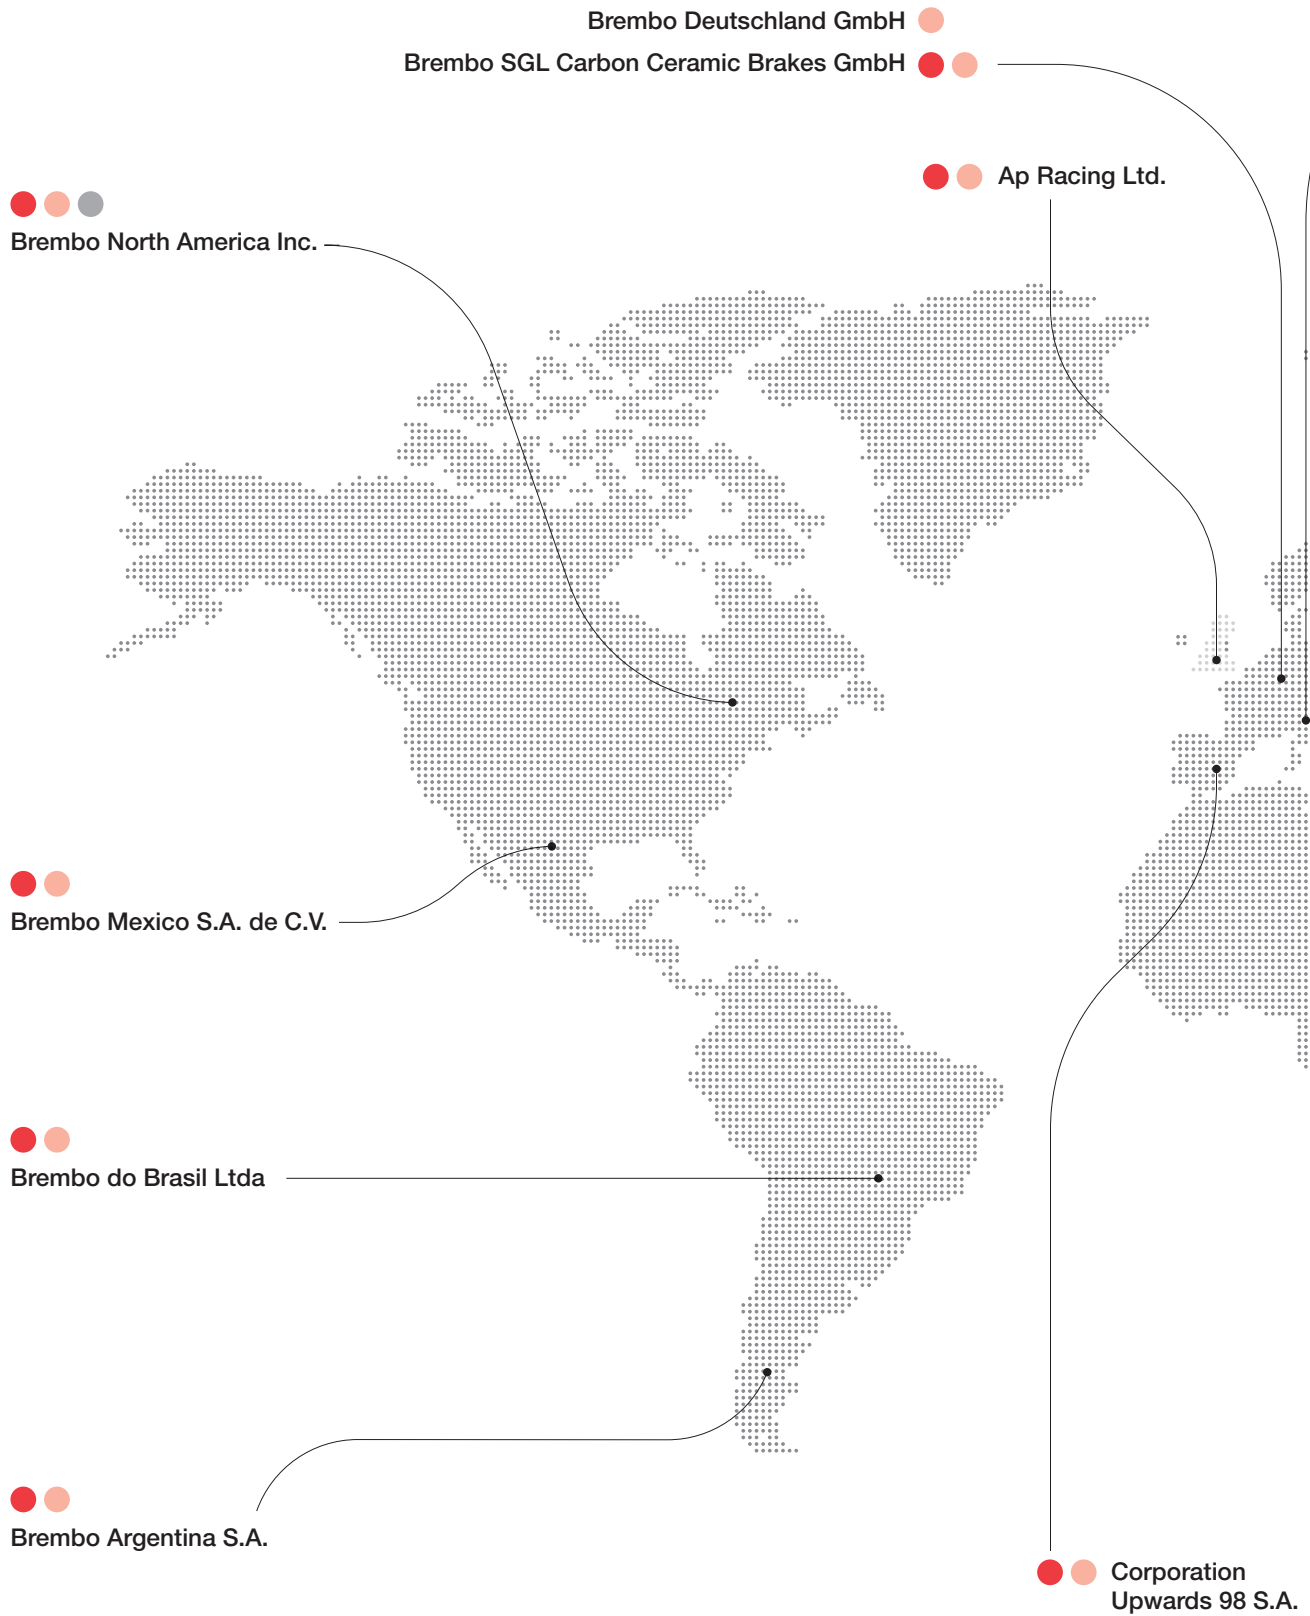 Brembo Deutschland GmbH
Brembo SGL Carbon Ceramic Brakes GmbH
Ap Racing Ltd.
Brembo North America Inc.
Brembo Mexico S.A. de C.V.
Brembo do Brasil Ltda
Brembo Argentina S.A.
Corporation
Upwards 98 S.A.